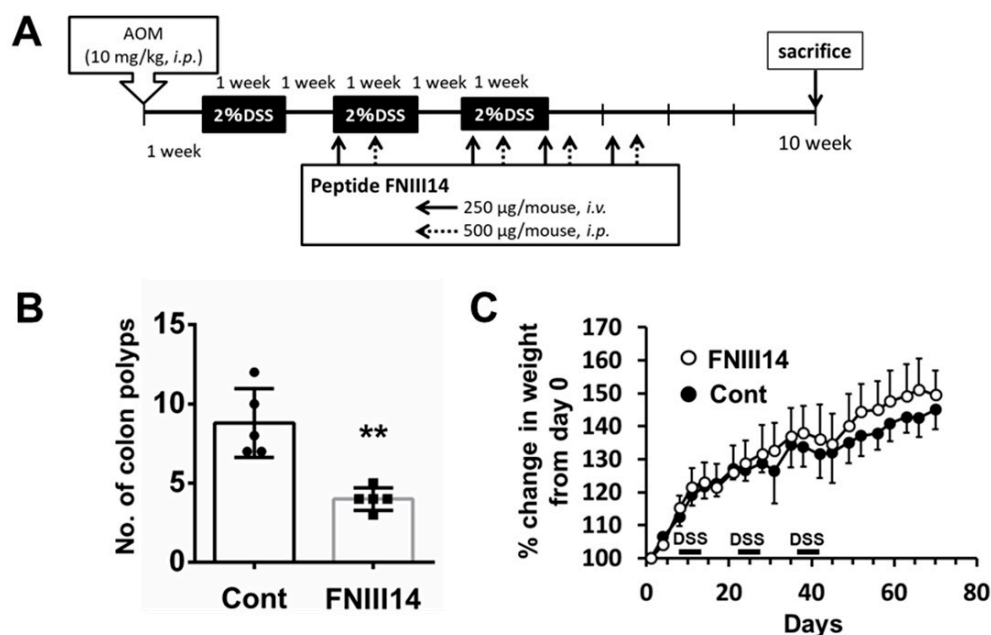 A
AOM
(10 mg/kg, i.p.)
sacrifice
1 week 1 week 1 week 1 week 1 week
2%DSS 2%DSS 2%DSS
1 week
10 week
Peptide FNIII14
250 µg/mouse, i.v.
500 µg/mouse, i.p.
B
No. of colon polyps
15
10
5
0
**
Cont FNIII14
C
% change in weight
from day 0
170
160
150
140
130
120
110
100
FNIII14
Cont
DSS DSS DSS
0 20 40 60 80
Days